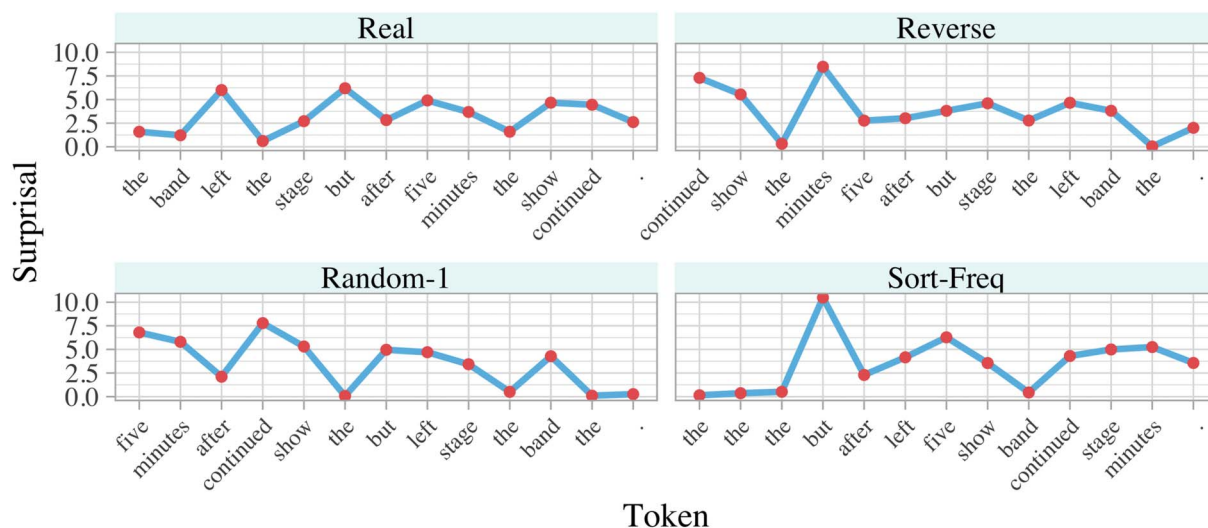 Real
Reverse
Surprisal
10.0
7.5
5.0
2.5
0.0
the band left the stage but after five minutes the show continued .
continued show the minutes five after but stage the left band the .
Random-1
Sort-Freq
10.0
7.5
5.0
2.5
0.0
five minutes after continued show the but left stage the band the .
the the the but after left five show band continued stage minutes .
Token